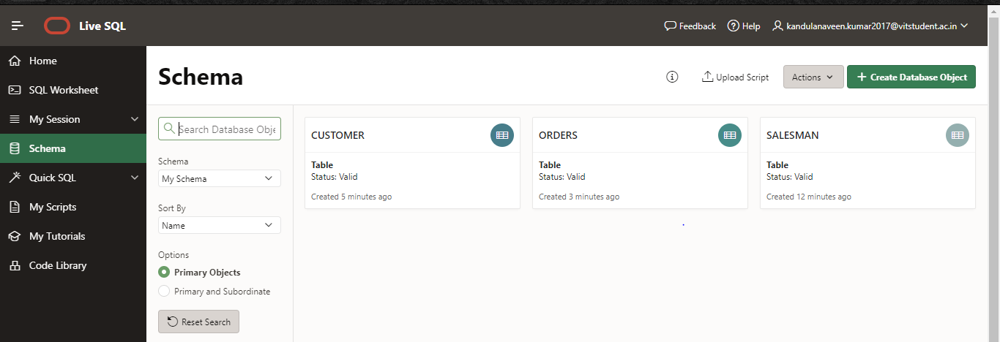 Live SQL
Feedback
Help
kandulanaveen.kumar2017@vitstudent.ac.in
Home
SQL Worksheet
My Session
Schema
Quick SQL
My Scripts
My Tutorials
Code Library
Schema
Upload Script
Actions
Create Database Object
Search Database Obje
Schema
My Schema
Sort By
Name
Options
Primary Objects
Primary and Subordinate
Reset Search
CUSTOMER
Table
Status: Valid
Created 5 minutes ago
ORDERS
Table
Status: Valid
Created 3 minutes ago
SALESMAN
Table
Status: Valid
Created 12 minutes ago